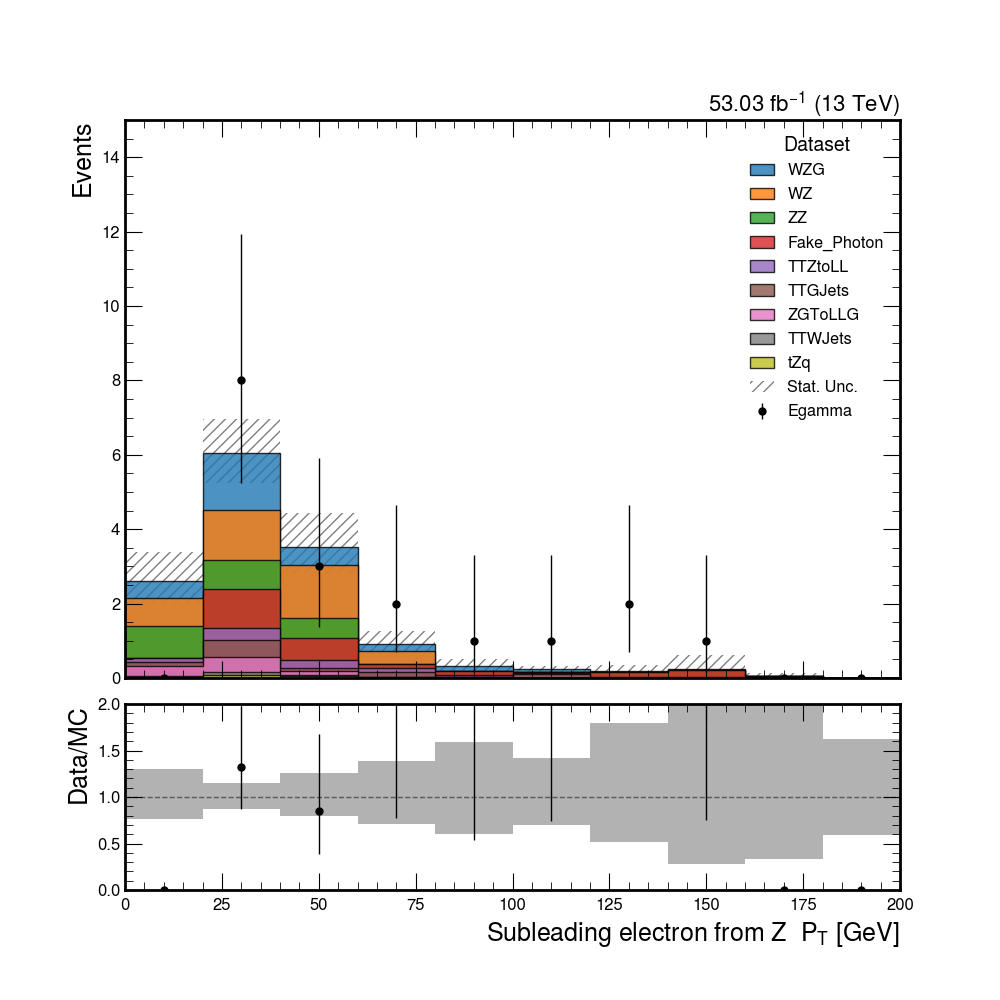 53.03 fb⁻¹ (13 TeV)
Events
14
12
10
8
6
4
2
0
Dataset
WZG
WZ
ZZ
Fake_Photon
TTZtoLL
TTGJets
ZGToLLG
TTWJets
tZq
Stat. Unc.
Egamma
Data/MC
2.0
1.5
1.0
0.5
0.0
0 25 50 75 100 125 150 175 200
Subleading electron from Z P_T [GeV]